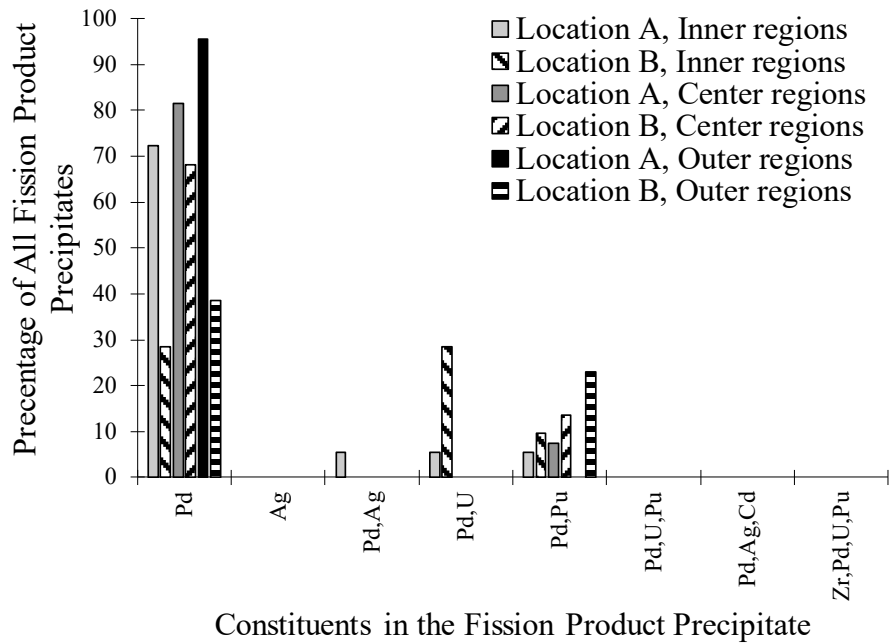 Precentage of All Fission Product
Precipitates
100
90
80
70
60
50
40
30
20
10
0
Location A, Inner regions
Location B, Inner regions
Location A, Center regions
Location B, Center regions
Location A, Outer regions
Location B, Outer regions
Pd
Ag
Pd,Ag
Pd,U
Pd,Pu
Pd,U,Pu
Pd,Ag,Cd
Zr,Pd,U,Pu
Constituents in the Fission Product Precipitate